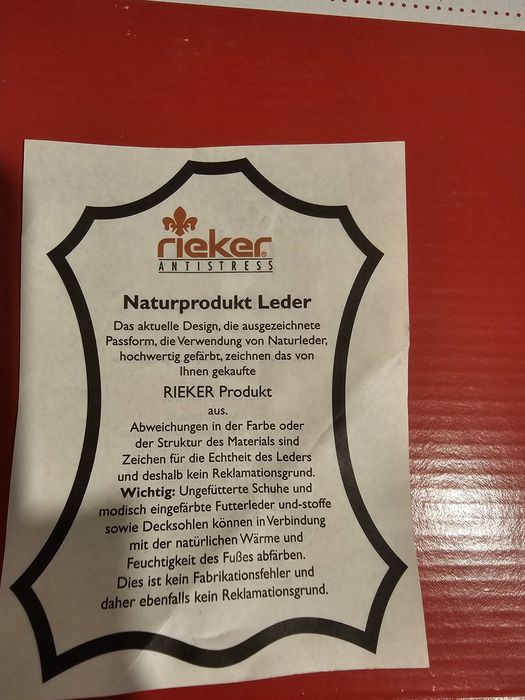 rieker®
ANTISTRESS
Naturprodukt Leder
Das aktuelle Design, die ausgezeichnete
Passform, die Verwendung von Naturleder,
hochwertig gefärbt, zeichnen das von
Ihnen gekaufte
RIEKER Produkt
aus.
Abweichungen in der Farbe oder
der Struktur des Materials sind
Zeichen für die Echtheit des Leders
und deshalb kein Reklamationsgrund.
Wichtig: Ungefütterte Schuhe und
modisch eingefärbte Futterleder und-stoffe
sowie Decksohlen können in Verbindung
mit der natürlichen Wärme und
Feuchtigkeit des Fußes abfärben.
Dies ist kein Fabrikationsfehler und
daher ebenfalls kein Reklamationsgrund.